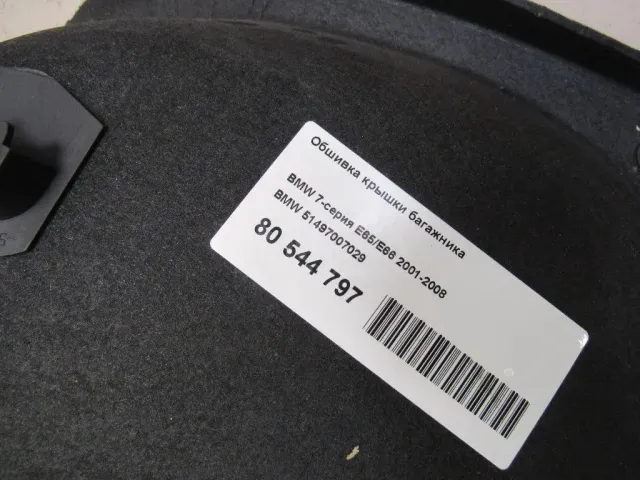 Обшивка крышки багажника
BMW 7-серия E65/E66 2001-2008
BMW 51497007029
80 544 797